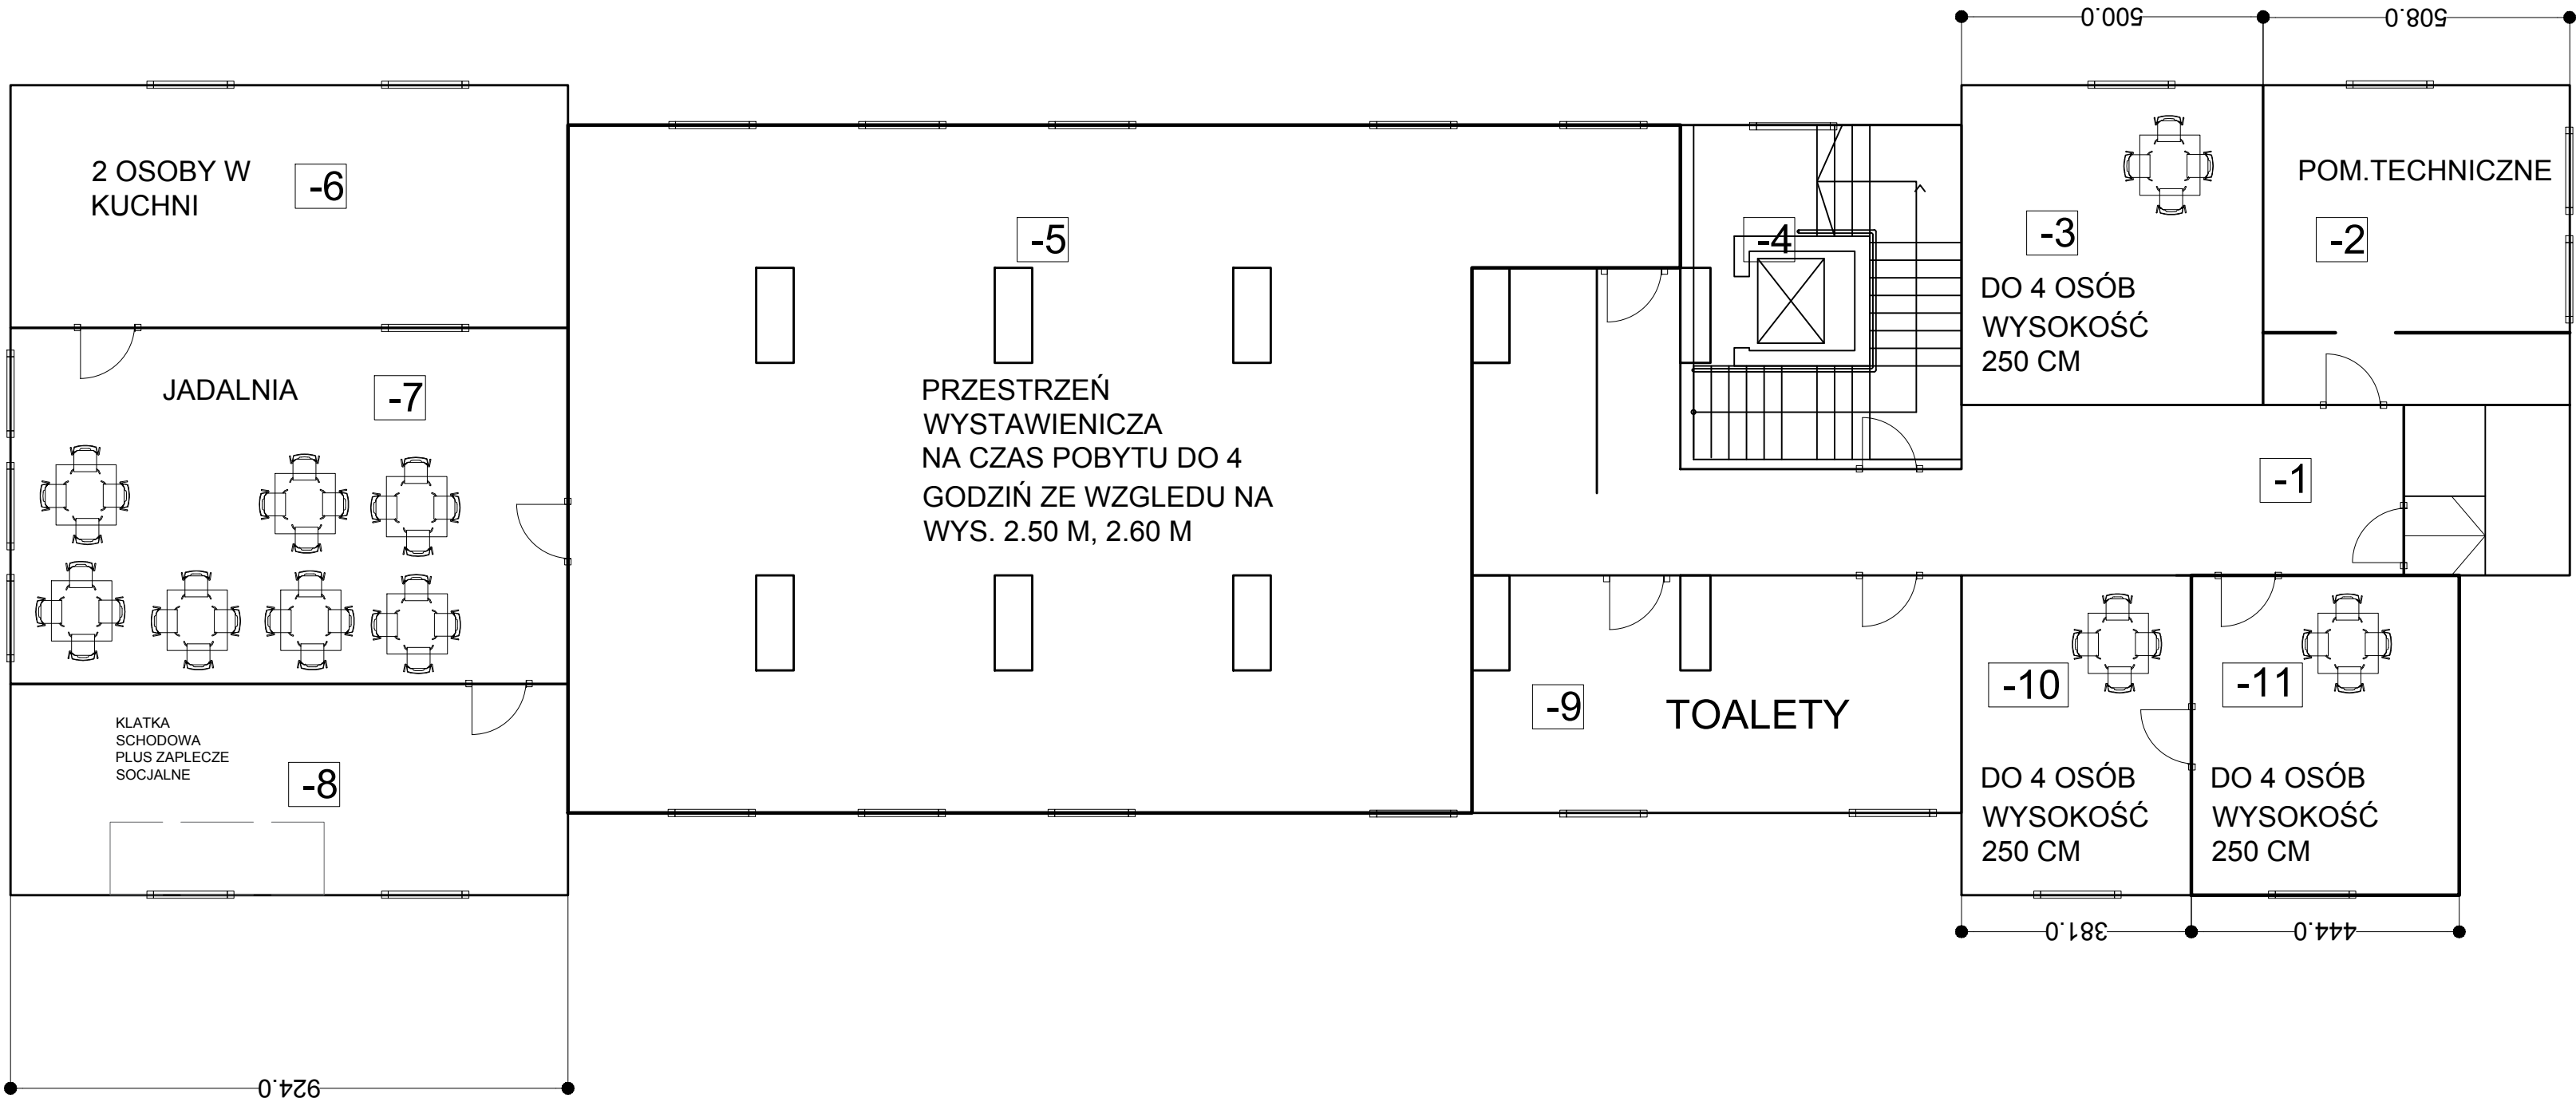 500.0
508.0
2 OSOBY W
KUCHNI
-6
-5
-4
-3
DO 4 OSÓB
WYSOKOŚĆ
250 CM
POM.TECHNICZNE
-2
JADALNIA
-7
PRZESTRZEŃ
WYSTAWIENICZA
NA CZAS POBYTU DO 4
GODZIŃ ZE WZGLEDU NA
WYS. 2.50 M, 2.60 M
-1
KLATKA
SCHODOWA
PLUS ZAPLECZE
SOCJALNE
-8
-9
TOALETY
-10
DO 4 OSÓB
WYSOKOŚĆ
250 CM
-11
DO 4 OSÓB
WYSOKOŚĆ
250 CM
381.0
444.0
924.0